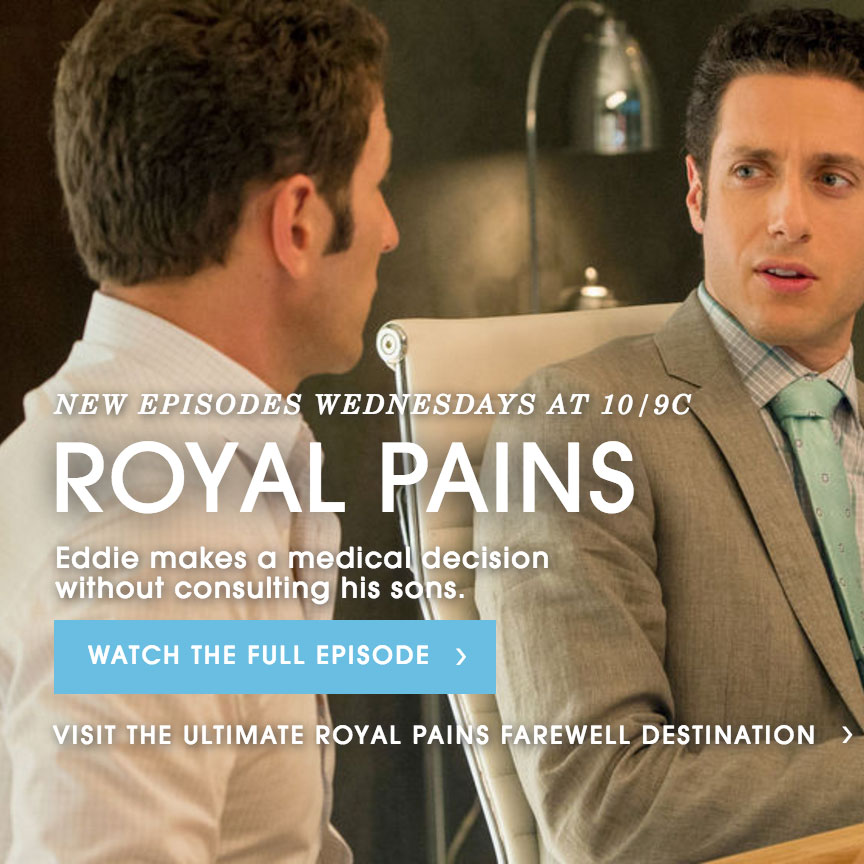 NEW EPISODES WEDNESDAYS AT 10/9C
ROYAL PAINS
Eddie makes a medical decision
without consulting his sons.
WATCH THE FULL EPISODE ›
VISIT THE ULTIMATE ROYAL PAINS FAREWELL DESTINATION ›